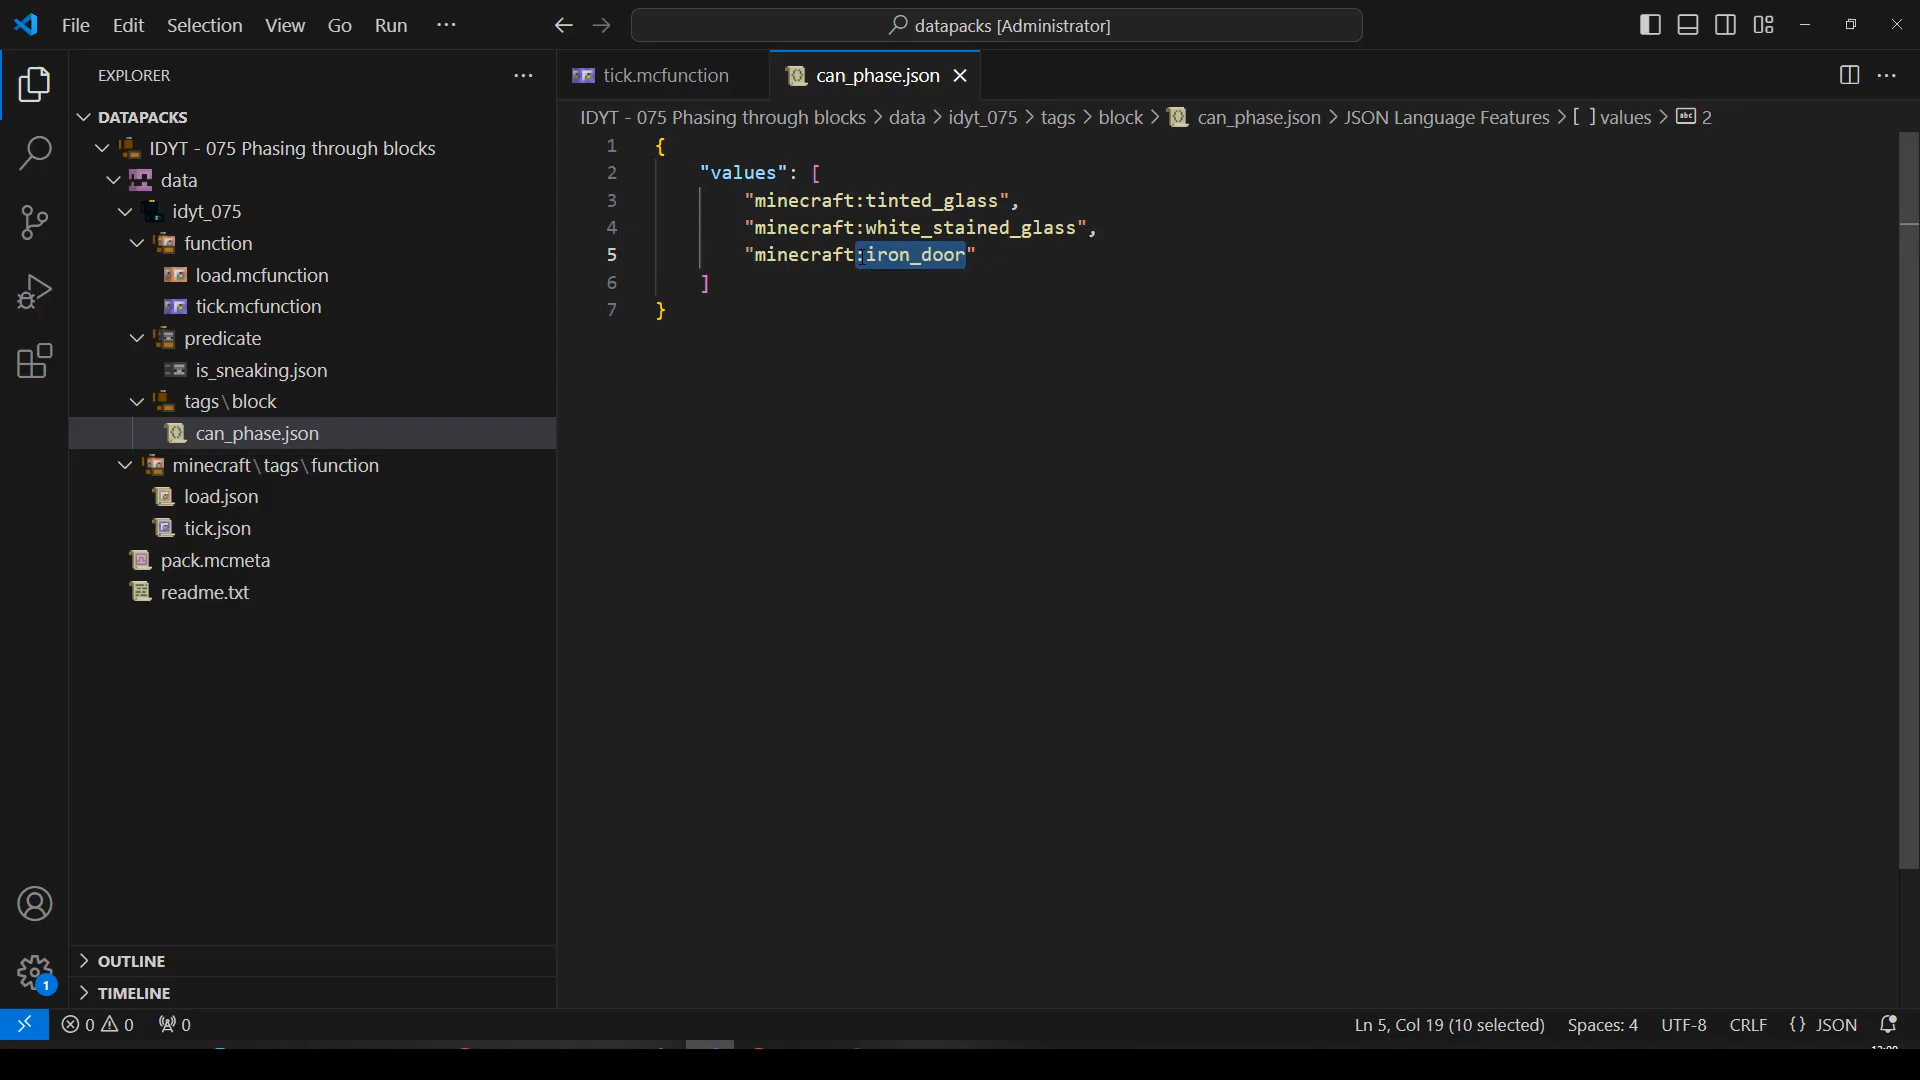 File Edit Selection View Go Run ···
datapacks [Administrator]
EXPLORER ···
DATAPACKS
IDYT - 075 Phasing through blocks
data
idyt_075
function
load.mcfunction
tick.mcfunction
predicate
is_sneaking.json
tags\block
can_phase.json
minecraft\tags\function
load.json
tick.json
pack.mcmeta
readme.txt
OUTLINE
TIMELINE
1
tick.mcfunction
can_phase.json
IDYT - 075 Phasing through blocks > data > idyt_075 > tags > block > can_phase.json > JSON Language Features > [ ] values > abc 2
1 {
2 "values": [
3 "minecraft:tinted_glass",
4 "minecraft:white_stained_glass",
5 "minecraft:iron_door"
6 ]
7 }
0 0 0
Ln 5, Col 19 (10 selected) Spaces: 4 UTF-8 CRLF {} JSON